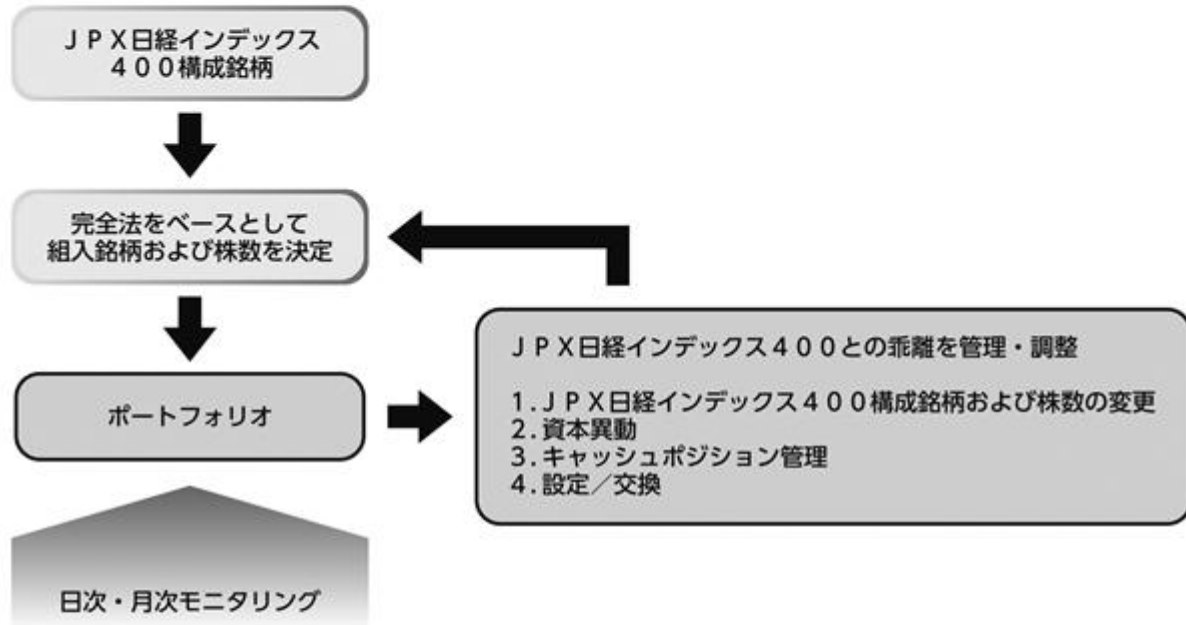 ＪＰＸ日経インデックス
４００構成銘柄
完全法をベースとして
組入銘柄および株数を決定
ポートフォリオ
ＪＰＸ日経インデックス４００との乖離を管理・調整
１.ＪＰＸ日経インデックス４００構成銘柄および株数の変更
２.資本異動
３.キャッシュポジション管理
４.設定／交換
日次・月次モニタリング